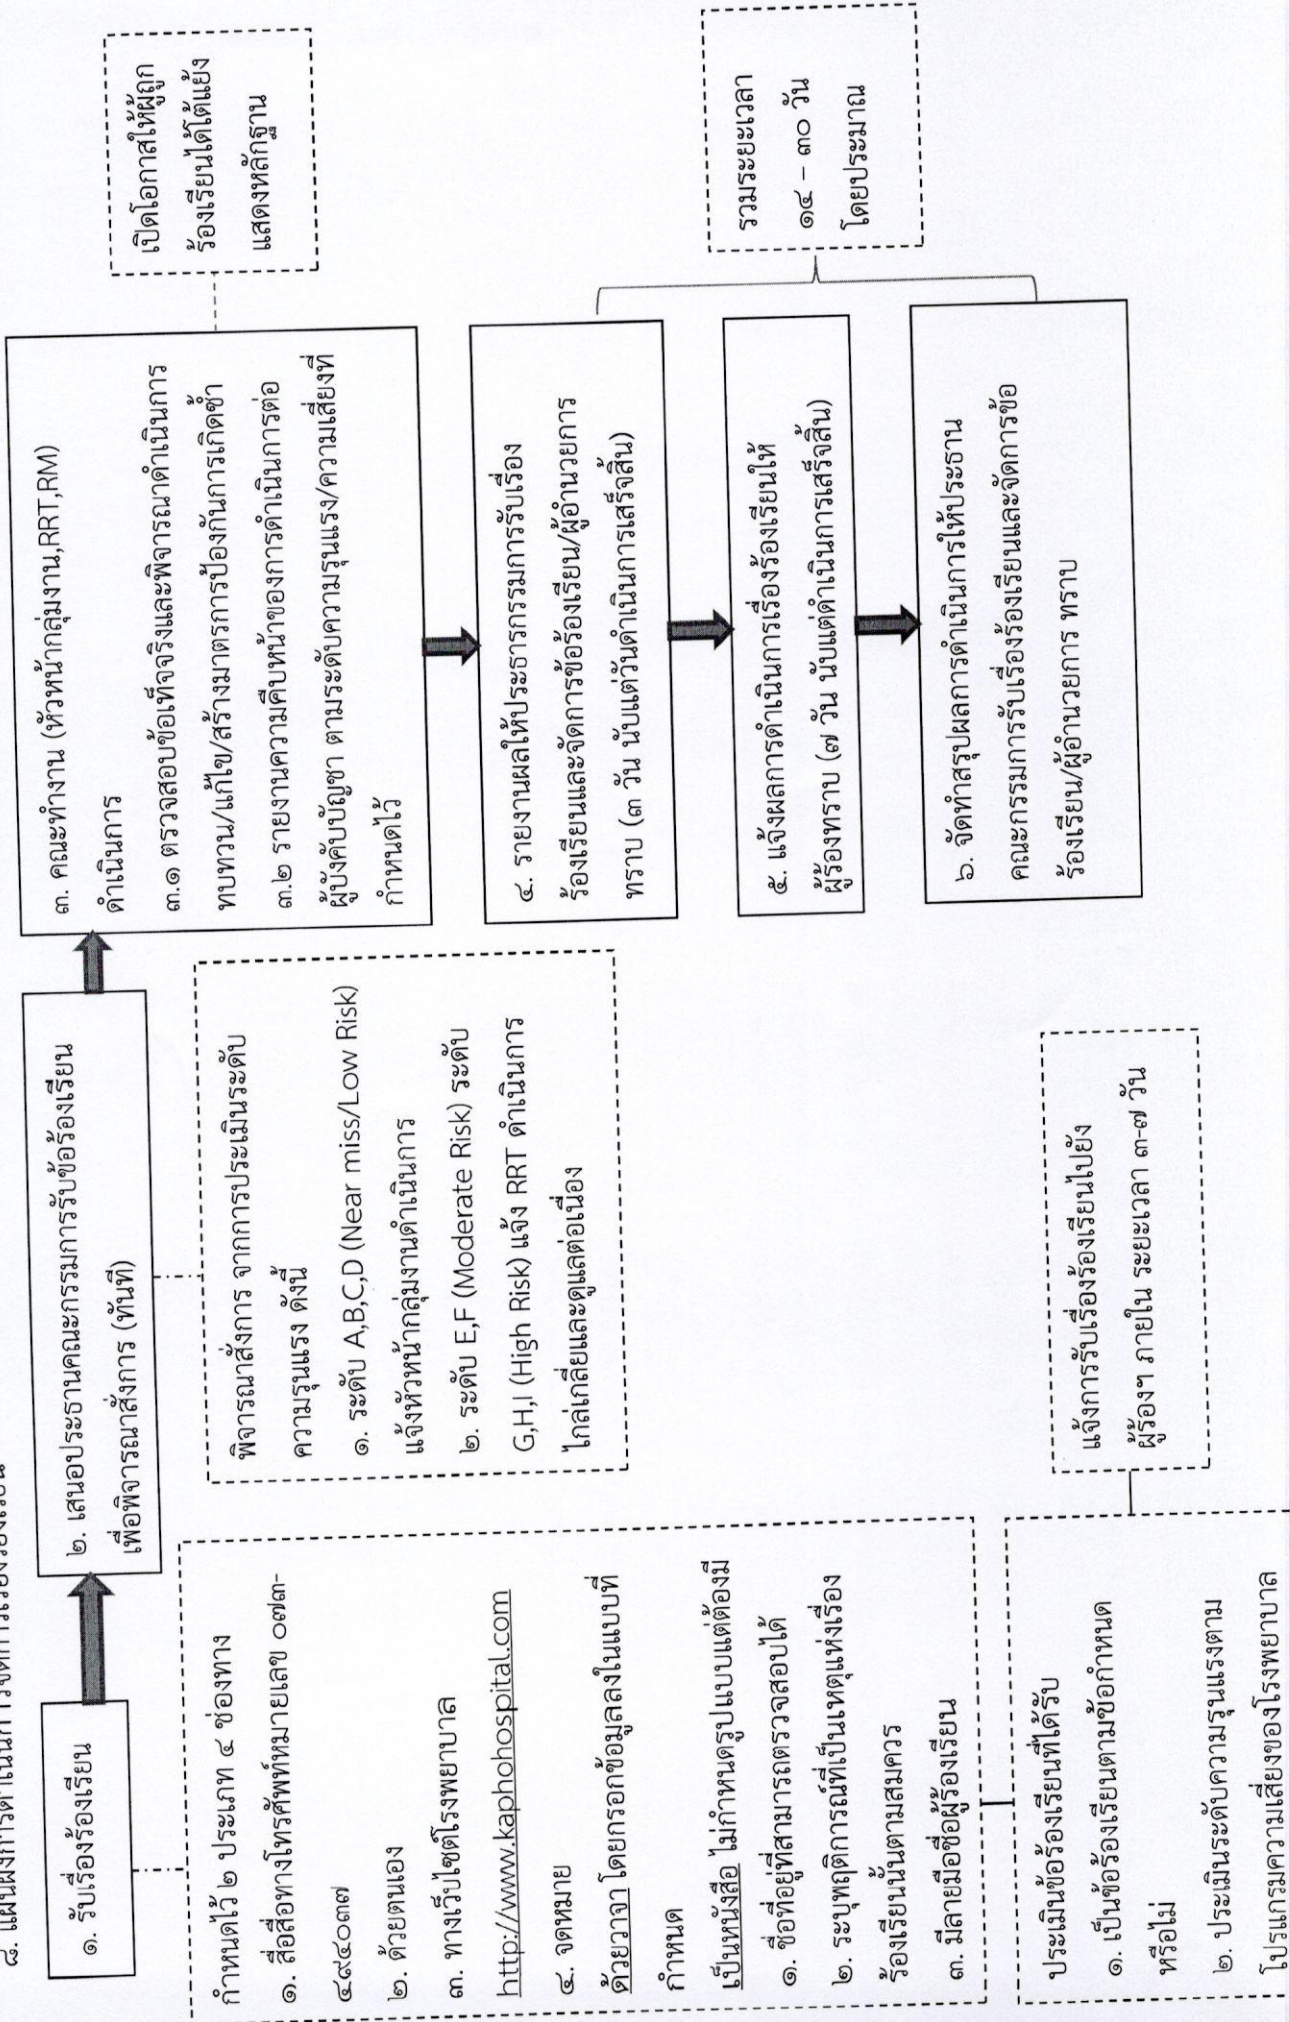 ๘. แผนผังการดำเนินการจัดการเรื่องร้องเรียน
๑. รับเรื่องร้องเรียน
กำหนดไว้ ๒ ประเภท ๔ ช่องทาง
๑. สื่อสื่อทางโทรศัพท์หมายเลข ๐๗๓-
๔๙๔๐๓๗
๒. ด้วยตนเอง
๓. ทางเว็บไซต์โรงพยาบาล
http://www.kaphohospital.com
๔. จดหมาย
ด้วยวาจา โดยกรอกข้อมูลลงในแบบที่
กำหนด
เป็นหนังสือ ไม่กำหนดรูปแบบแต่ต้องมี
๑. ชื่อที่อยู่ที่สามารถตรวจสอบได้
๒. ระบุพฤติการณ์ที่เป็นเหตุแห่งเรื่อง
ร้องเรียนนั้นตามสมควร
๓. มีลายมือชื่อผู้ร้องเรียน
ประเมินข้อร้องเรียนที่ได้รับ
๑. เป็นข้อร้องเรียนตามข้อกำหนด
หรือไม่
๒. ประเมินระดับความรุนแรงตาม
โปรแกรมความเสี่ยงของโรงพยาบาล
แจ้งการรับเรื่องร้องเรียนไปยัง
ผู้ร้องฯ ภายใน ระยะเวลา ๓-๗ วัน
๒. เสนอประธานคณะกรรมการรับข้อร้องเรียน
เพื่อพิจารณาสั่งการ (ทันที)
พิจารณาสั่งการ จากการประเมินระดับ
ความรุนแรง ดังนี้
๑. ระดับ A,B,C,D (Near miss/Low Risk)
แจ้งหัวหน้ากลุ่มงานดำเนินการ
๒. ระดับ E,F (Moderate Risk) ระดับ
G,H,I (High Risk) แจ้ง RRT ดำเนินการ
ไกล่เกลี่ยและดูแลต่อเนื่อง
๓. คณะทำงาน (หัวหน้ากลุ่มงาน,RRT,RM)
ดำเนินการ
๓.๑ ตรวจสอบข้อเท็จจริงและพิจารณาดำเนินการ
ทบทวน/แก้ไข/สร้างมาตรการป้องกันการเกิดซ้ำ
๓.๒ รายงานความคืบหน้าของการดำเนินการต่อ
ผู้บังคับบัญชา ตามระดับความรุนแรง/ความเสี่ยงที่
กำหนดไว้
เปิดโอกาสให้ผู้ถูก
ร้องเรียนได้โต้แย้ง
แสดงหลักฐาน
๔. รายงานผลให้ประธารกรรมการรับเรื่อง
ร้องเรียนและจัดการข้อร้องเรียน/ผู้อำนวยการ
ทราบ (๓ วัน นับแต่วันดำเนินการเสร็จสิ้น)
๕. แจ้งผลการดำเนินการเรื่องร้องเรียนให้
ผู้ร้องทราบ (๗ วัน นับแต่ดำเนินการเสร็จสิ้น)
๖. จัดทำสรุปผลการดำเนินการให้ประธาน
คณะกรรมการรับเรื่องร้องเรียนและจัดการข้อ
ร้องเรียน/ผู้อำนวยการ ทราบ
รวมระยะเวลา
๑๔ – ๓๐ วัน
โดยประมาณ